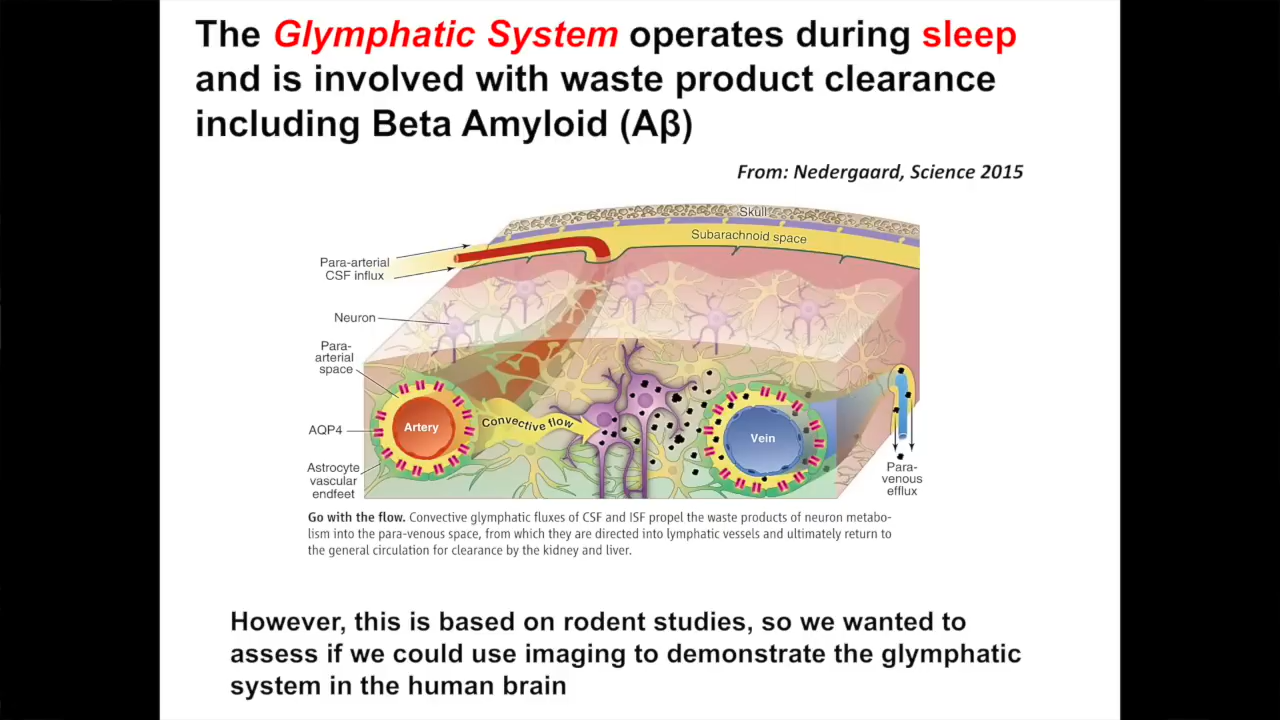 The Glymphatic System operates during sleep
and is involved with waste product clearance
including Beta Amyloid (Aβ)
From: Nedergaard, Science 2015
Skull
Subarachnoid space
Para-arterial
CSF influx
Neuron
Para-
arterial
space
Artery
Convective flow
Vein
AQP4
Astrocyte
vascular
endfeet
Para-
venous
efflux
Go with the flow. Convective glymphatic fluxes of CSF and ISF propel the waste products of neuron metabo-
lism into the para-venous space, from which they are directed into lymphatic vessels and ultimately return to
the general circulation for clearance by the kidney and liver.
However, this is based on rodent studies, so we wanted to
assess if we could use imaging to demonstrate the glymphatic
system in the human brain